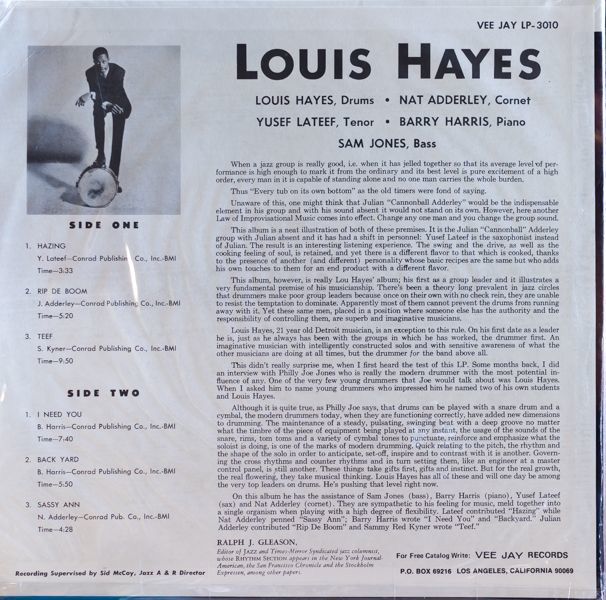 VEE JAY LP-3010
LOUIS HAYES
LOUIS HAYES, Drums • NAT ADDERLEY, Cornet
YUSEF LATEEF, Tenor • BARRY HARRIS, Piano
SAM JONES, Bass
SIDE ONE
1. HAZING
Y. Lateef—Conrad Publishing Co., Inc.-BMI
Time—3:33
2. RIP DE BOOM
J. Adderley—Conrad Publishing Co., Inc.-BMI
Time—5:20
3. TEEF
S. Kyner—Conrad Publishing Co., Inc.-BMI
Time—9:50
SIDE TWO
1. I NEED YOU
B. Harris—Conrad Publishing Co., Inc.-BMI
Time—7:40
2. BACK YARD
B. Harris—Conrad Publishing Co., Inc.-BMI
Time—5:50
3. SASSY ANN
N. Adderley—Conrad Pub. Co., Inc.-BMI
Time—4:28
Recording Supervised by Sid McCoy, Jazz A & R Director
When a jazz group is really good, i.e. when it has jelled together so that its average level of per-
formance is high enough to mark it from the ordinary and its best level is pure excitement of a high
order, every man in it is capable of standing alone and no one man carries the whole burden.
Thus "Every tub on its own bottom" as the old timers were fond of saying.
Unaware of this, one might think that Julian "Cannonball Adderley" would be the indispensable
element in his group and with his sound absent it would not stand on its own. However, here another
Law of Improvisational Music comes into effect. Change any one man and you change the group sound.
This album is a neat illustration of both of these premises. It is the Julian "Cannonball" Adderley
group with Julian absent and it has had a shift in personnel: Yusef Lateef is the saxophonist instead
of Julian. The result is an interesting listening experience. The swing and the drive, as well as the
cooking feeling of soul, is retained, and yet there is a different flavor to that which is cooked, thanks
to the presence of another (and different) personality whose basic recipes are the same but who adds
his own touches to them for an end product with a different flavor.
This album, however, is really Lou Hayes' album; his first as a group leader and it illustrates a
very fundamental premise of his musicianship. There's been a theory long prevalent in jazz circles
that drummers make poor group leaders because once on their own with no check rein, they are unable
to resist the temptation to dominate. Apparently most of them cannot prevent the drums from running
away with it. Yet these same men, placed in a position where someone else has the authority and the
responsibility of controlling them, are superb and imaginative musicians.
Louis Hayes, 21 year old Detroit musician, is an exception to this rule. On his first date as a leader
he is, just as he always has been with the groups in which he has worked, the drummer first. An
imaginative musician with intelligently constructed solos and with sensitive awareness of what the
other musicians are doing at all times, but the drummer for the band above all.
This didn't really surprise me, when I first heard the test of this LP. Some months back, I did
an interview with Philly Joe Jones who is really the modern drummer with the most potential in-
fluence of any. One of the very few young drummers that Joe would talk about was Louis Hayes.
When I asked him to name young drummers who impressed him he named two of his own students
and Louis Hayes.
Although it is quite true, as Philly Joe says, that drums can be played with a snare drum and a
cymbal, the modern drummers today, when they are functioning correctly, have added new dimensions
to drumming. The maintenance of a steady, pulsating, swinging beat with a deep groove no matter
what the timbre of the piece of equipment being played at any instant, the usage of the sounds of the
snare, rims, tom toms and a variety of cymbal tones to punctuate, reinforce and emphasize what the
soloist is doing, is one of the marks of modern drumming. Quick relating to the pitch, the rhythm and
the shape of the solo in order to anticipate, set-off, inspire and to contrast with it is another. Govern-
ing the cross rhythms and counter rhythms and in turn setting them, like an engineer at a master
control panel, is still another. These things take gifts first, gifts and instinct. But for the real growth,
the real flowering, they take musical thinking. Louis Hayes has all of these and will one day be among
the very top leaders on drums. He's pushing that level right now.
On this album he has the assistance of Sam Jones (bass), Barry Harris (piano), Yusef Lateef
(sax) and Nat Adderley (cornet). They are sympathetic to his feeling for music, meld together into
a single organism when playing with a high degree of flexibility. Lateef contributed "Hazing" while
Nat Adderley penned "Sassy Ann"; Barry Harris wrote "I Need You" and "Backyard." Julian
Adderley contributed "Rip De Boom" and Sammy Red Kyner wrote "Teef."
RALPH J. GLEASON,
Editor of JAZZ and Times-Mirror Syndicated jazz columnist,
whose RHYTHM SECTION appears in the New York Journal-
American, the San Francisco Chronicle and the Stockholm
Expressen, among other papers.
For Free Catalog Write: VEE JAY RECORDS
P.O. BOX 69216 LOS ANGELES, CALIFORNIA 90069